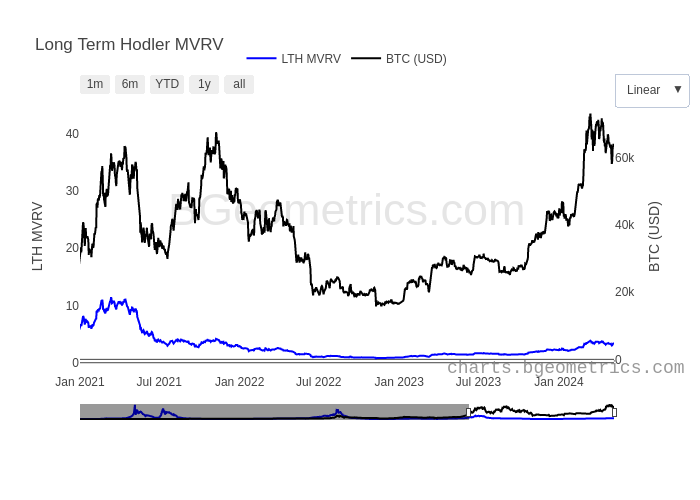 Long Term Hodler MVRV
LTH MVRV BTC (USD)
1m 6m YTD 1y all
Linear ▼
40
30
20
10
0
LTH MVRV
60k
40k
20k
0
BTC (USD)
BGeometrics.com
charts.bgeometrics.com
Jan 2021 Jul 2021 Jan 2022 Jul 2022 Jan 2023 Jul 2023 Jan 2024